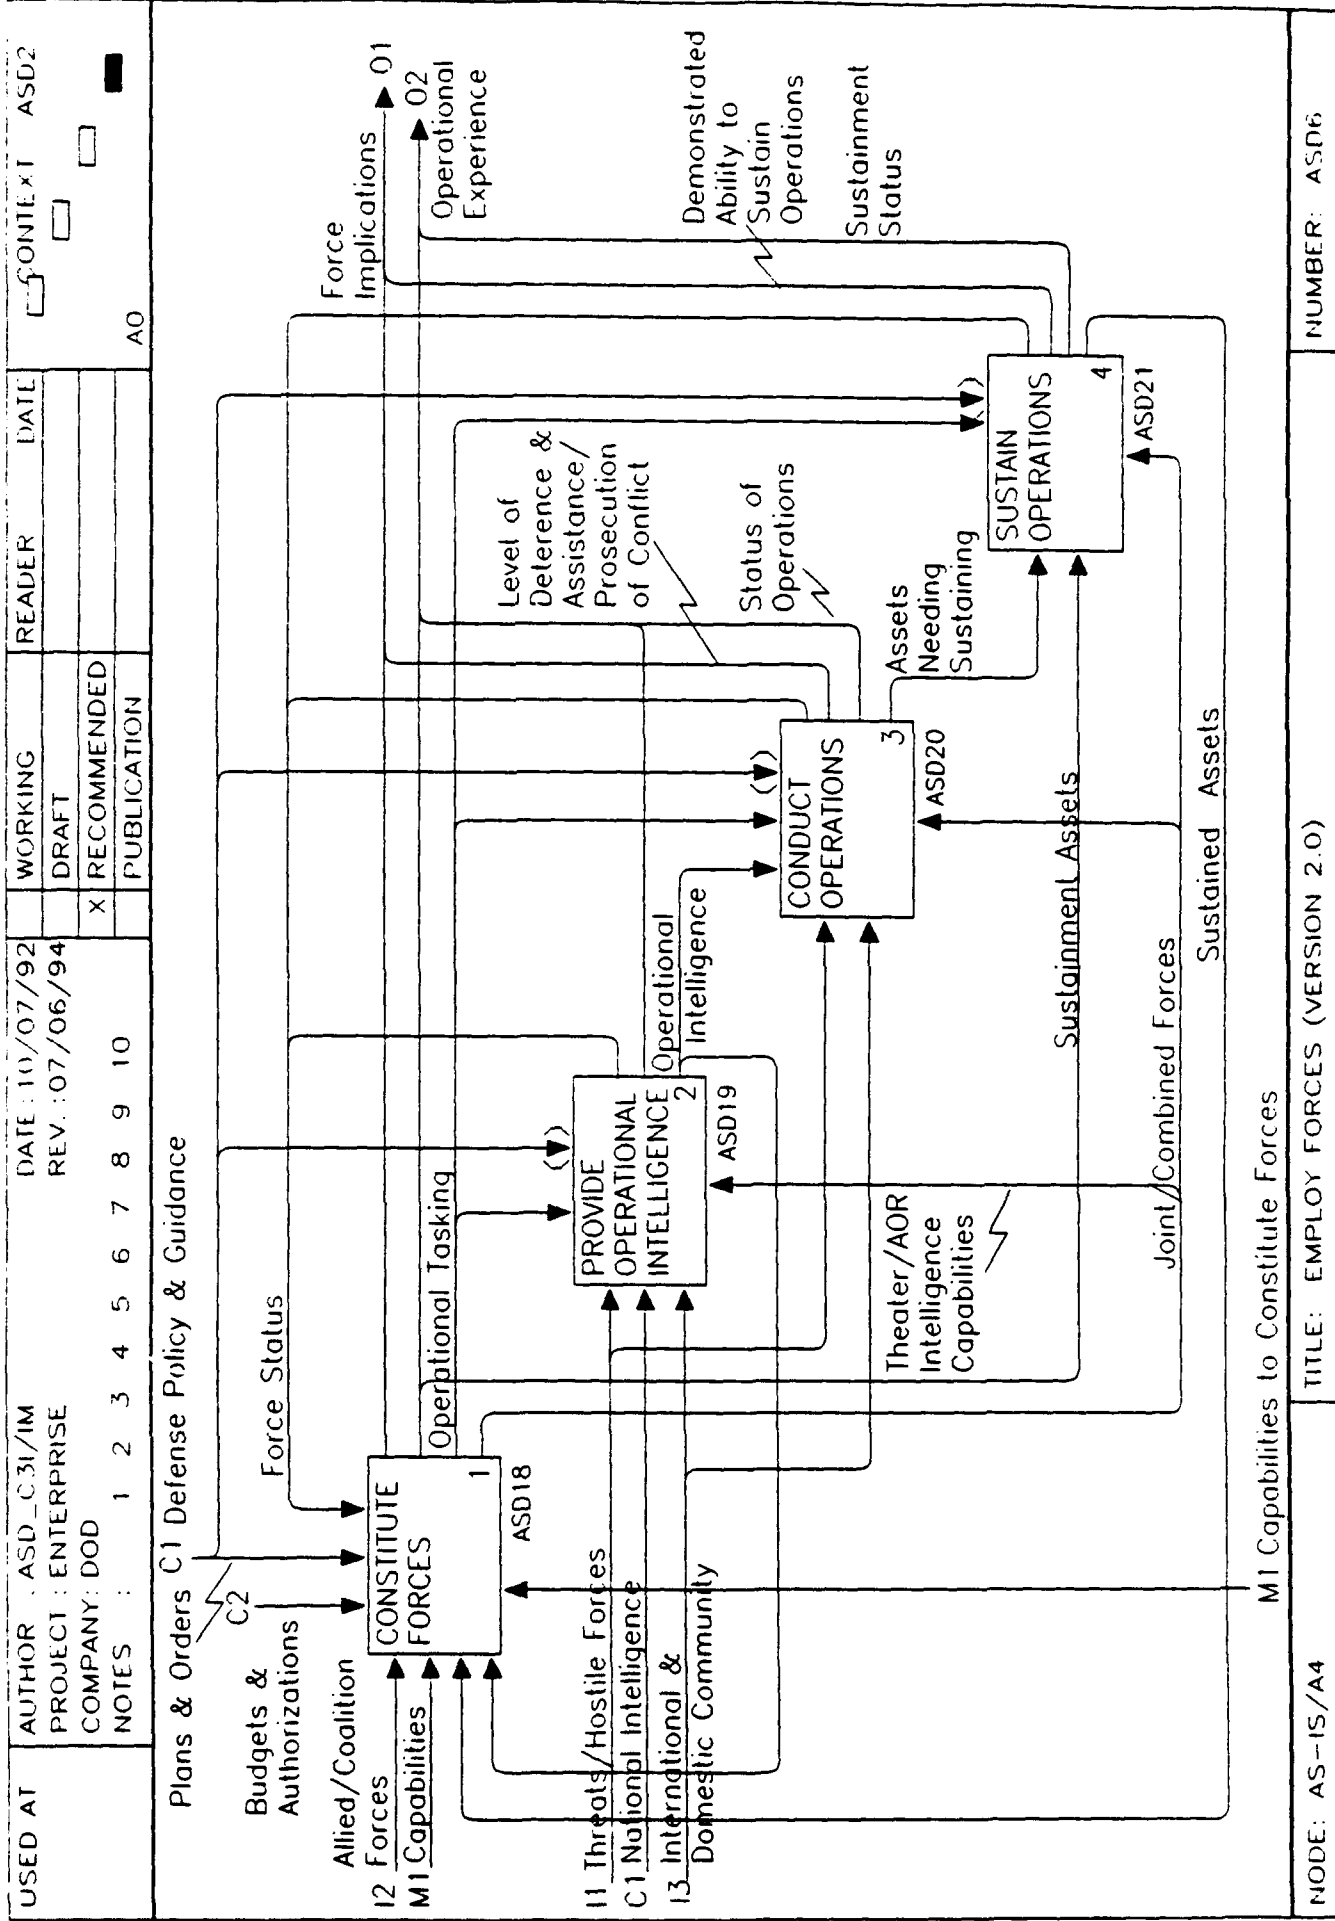 USED AT
AUTHOR : ASD_C3I/IM
DATE : 10/07/92
WORKING
READER
DATE
CONTEXT ASD2
PROJECT : ENTERPRISE
REV. :07/06/94
DRAFT
COMPANY: DOD
X RECOMMENDED
NOTES : 1 2 3 4 5 6 7 8 9 10
PUBLICATION
AO
Plans & Orders
C1 Defense Policy & Guidance
C2
Budgets &
Authorizations
Force Status
Force
Implications
O1
O2
Operational
Experience
Allied/Coalition
I2 Forces
M1 Capabilities
CONSTITUTE
FORCES
1
ASD18
Operational Tasking
I1 Threats/Hostile Forces
C1 National Intelligence
I3 International &
Domestic Community
PROVIDE
OPERATIONAL
INTELLIGENCE
2
ASD19
Operational
Intelligence
Level of
Deterence &
Assistance/
Prosecution
of Conflict
Status of
Operations
CONDUCT
OPERATIONS
3
ASD20
Assets
Needing
Sustaining
Demonstrated
Ability to
Sustain
Operations
Sustainment
Status
SUSTAIN
OPERATIONS
4
ASD21
Theater/AOR
Intelligence
Capabilities
Sustainment Assets
Joint/Combined Forces
Sustained Assets
M1 Capabilities to Constitute Forces
NODE: AS-IS/A4
TITLE: EMPLOY FORCES (VERSION 2.0)
NUMBER: ASD6